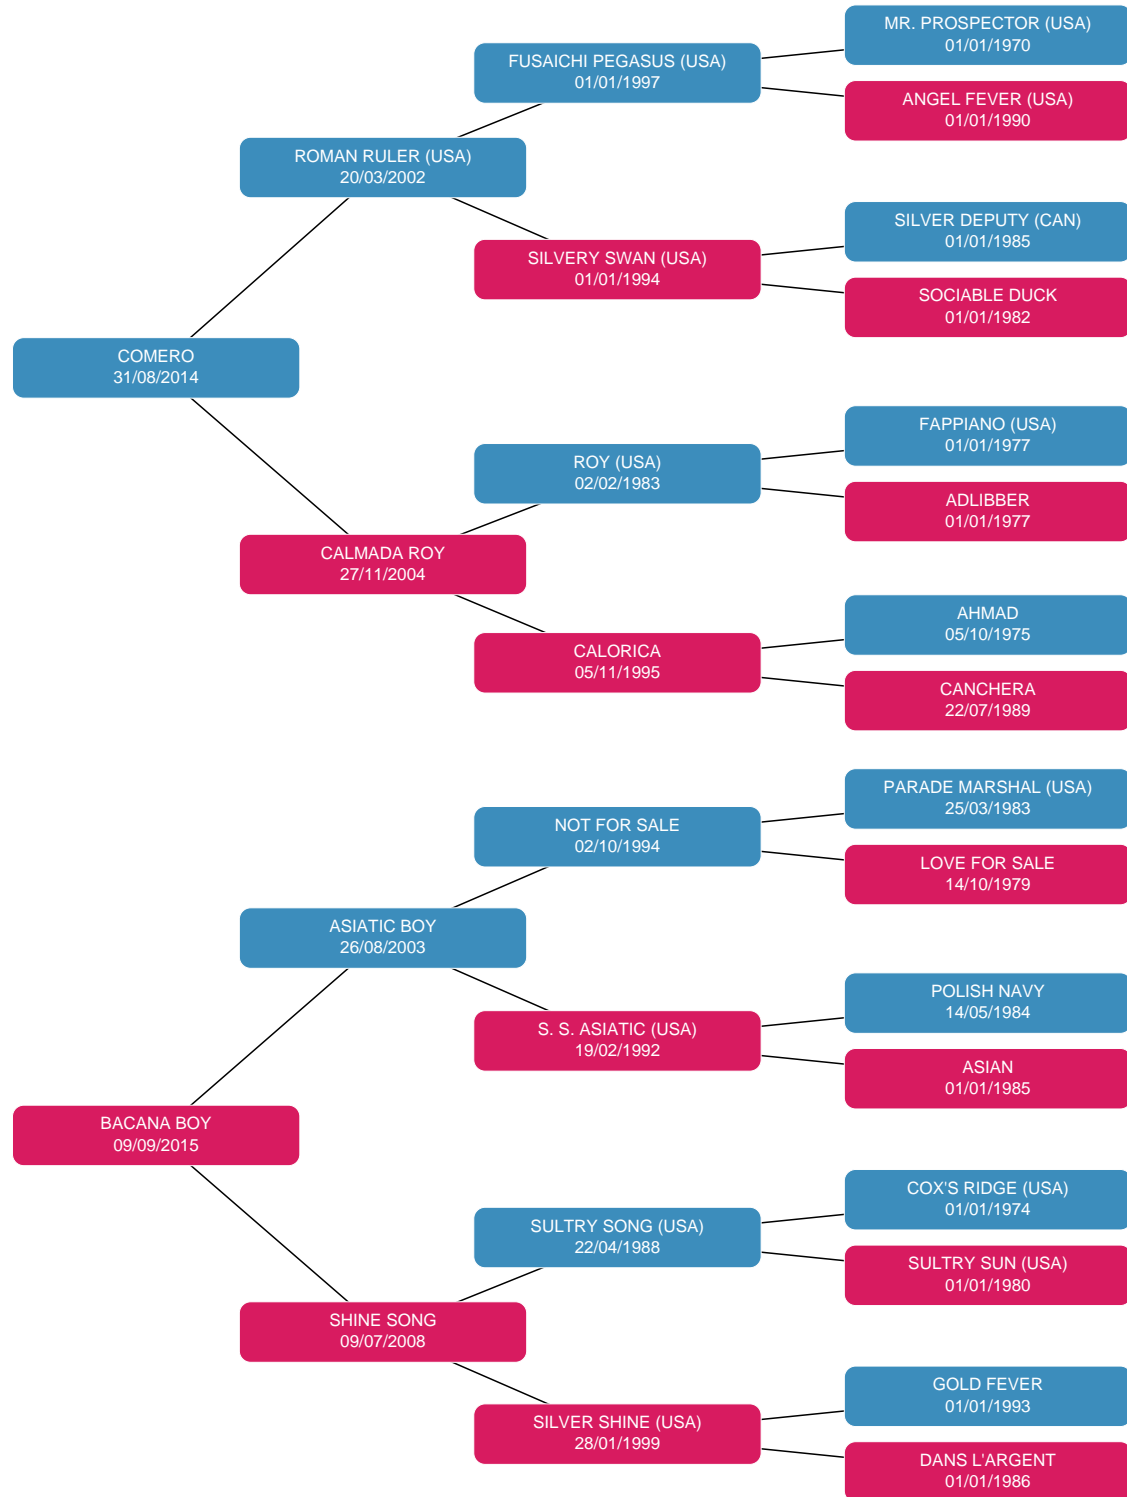 MR. PROSPECTOR (USA)
01/01/1970
FUSAICHI PEGASUS (USA)
01/01/1997
ANGEL FEVER (USA)
01/01/1990
ROMAN RULER (USA)
20/03/2002
SILVER DEPUTY (CAN)
01/01/1985
SILVERY SWAN (USA)
01/01/1994
SOCIABLE DUCK
01/01/1982
COMERO
31/08/2014
FAPPIANO (USA)
01/01/1977
ROY (USA)
02/02/1983
ADLIBBER
01/01/1977
CALMADA ROY
27/11/2004
AHMAD
05/10/1975
CALORICA
05/11/1995
CANCHERA
22/07/1989
PARADE MARSHAL (USA)
25/03/1983
NOT FOR SALE
02/10/1994
LOVE FOR SALE
14/10/1979
ASIATIC BOY
26/08/2003
POLISH NAVY
14/05/1984
S. S. ASIATIC (USA)
19/02/1992
ASIAN
01/01/1985
BACANA BOY
09/09/2015
COX'S RIDGE (USA)
01/01/1974
SULTRY SONG (USA)
22/04/1988
SULTRY SUN (USA)
01/01/1980
SHINE SONG
09/07/2008
GOLD FEVER
01/01/1993
SILVER SHINE (USA)
28/01/1999
DANS L'ARGENT
01/01/1986